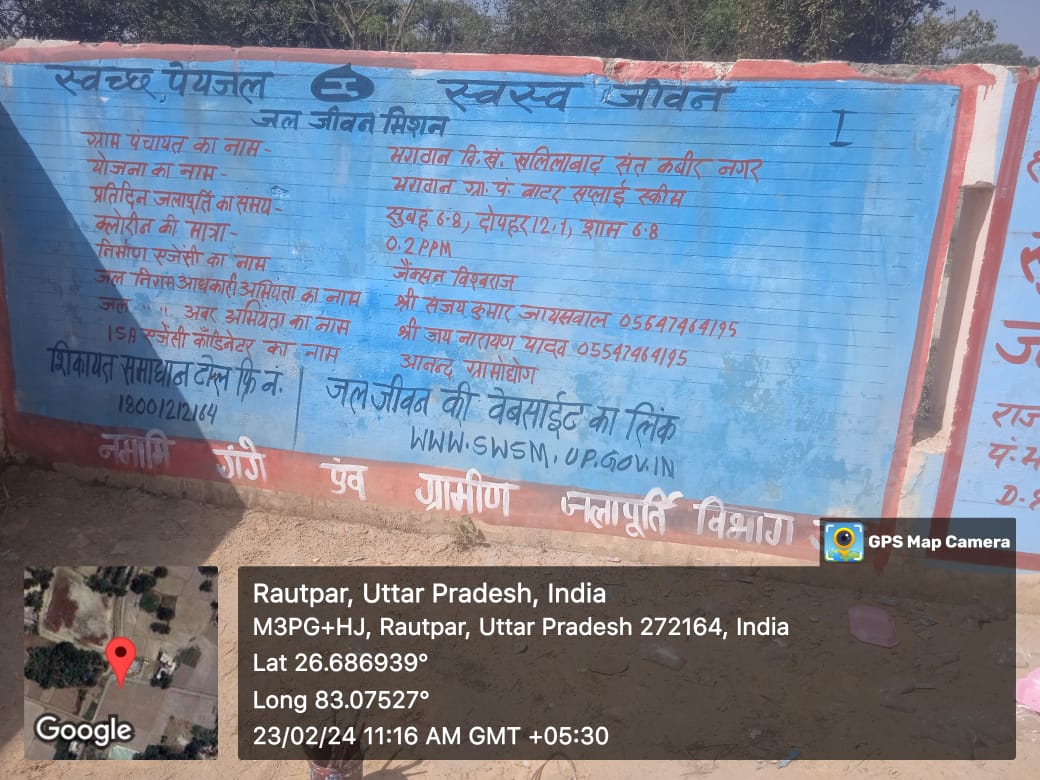 स्वच्छ पेयजल स्वस्व जीवन
जल जीवन मिशन
I
ग्राम पंचायत का नाम - मगठान वि.खं. खलिलाबाद संत कबीर नगर
योजना का नाम - मगठान ग्रा. पं. वाटर सप्लाई स्कीम
प्रतिदिन जलापूर्ति का समय - सुबह 6-8, दोपहर 12-1, शाम 6-8
क्लोरीन की मात्रा - 0.2 PPM
निर्माण एजेंसी का नाम जैक्सन विश्वराज
जल निगम अधिकारी अभियंता का नाम श्री संजय कुमार जायसवाल 05547464195
जल " " अवर अभियंता का नाम श्री जय नारायण यादव 05547464195
ISA एजेंसी कॉडिनेटर का नाम आनन्द ग्रामोद्योग
शिकायत समाधान टोल फ्रि नं.
18001212164
जल जीवन की वेबसाईट का लिंक
WWW.SWSM.UP.GOV.IN
नमामि गंगे एंव ग्रामीण जलापूर्ति विभाग
राज
पं.
D.
GPS Map Camera
Rautpar, Uttar Pradesh, India
M3PG+HJ, Rautpar, Uttar Pradesh 272164, India
Lat 26.686939°
Long 83.07527°
23/02/24 11:16 AM GMT +05:30
Google